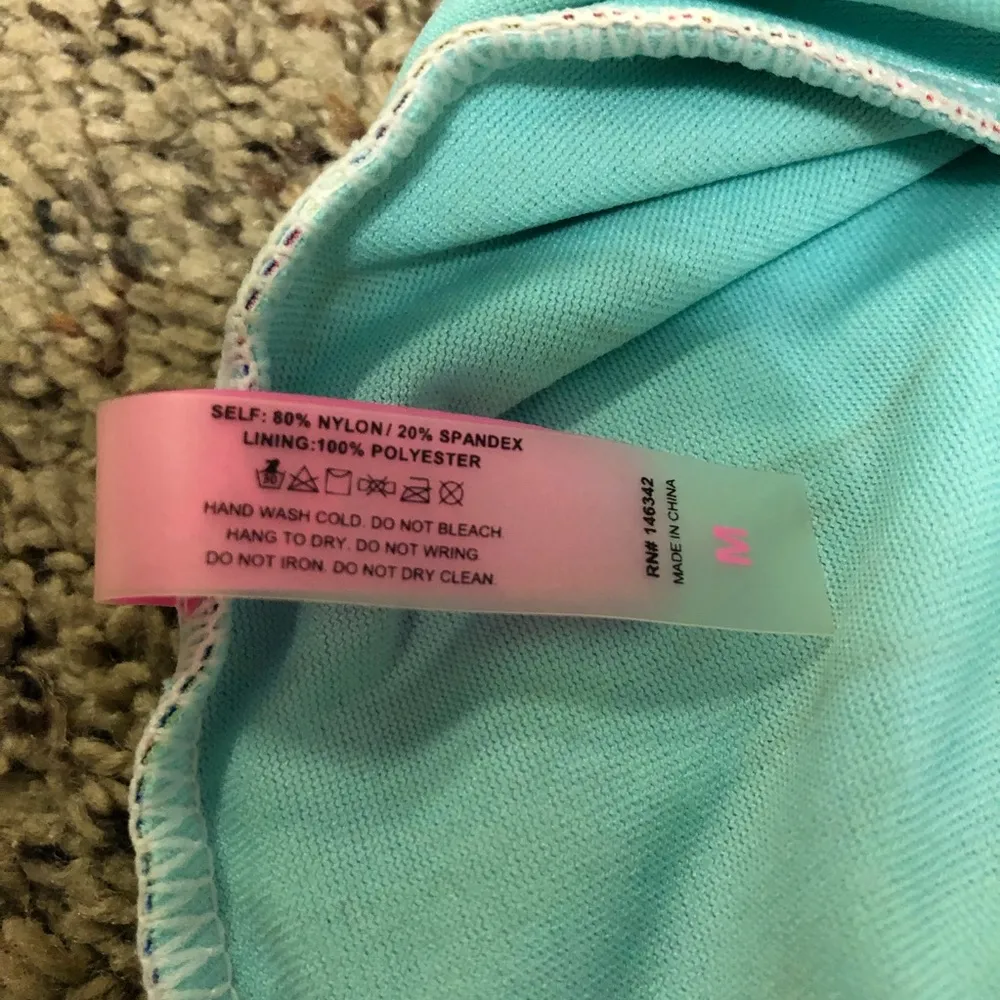 SELF: 80% NYLON/ 20% SPANDEX
LINING:100% POLYESTER
30
HAND WASH COLD. DO NOT BLEACH.
HANG TO DRY. DO NOT WRING
DO NOT IRON. DO NOT DRY CLEAN.
RN# 146342
MADE IN CHINA
M